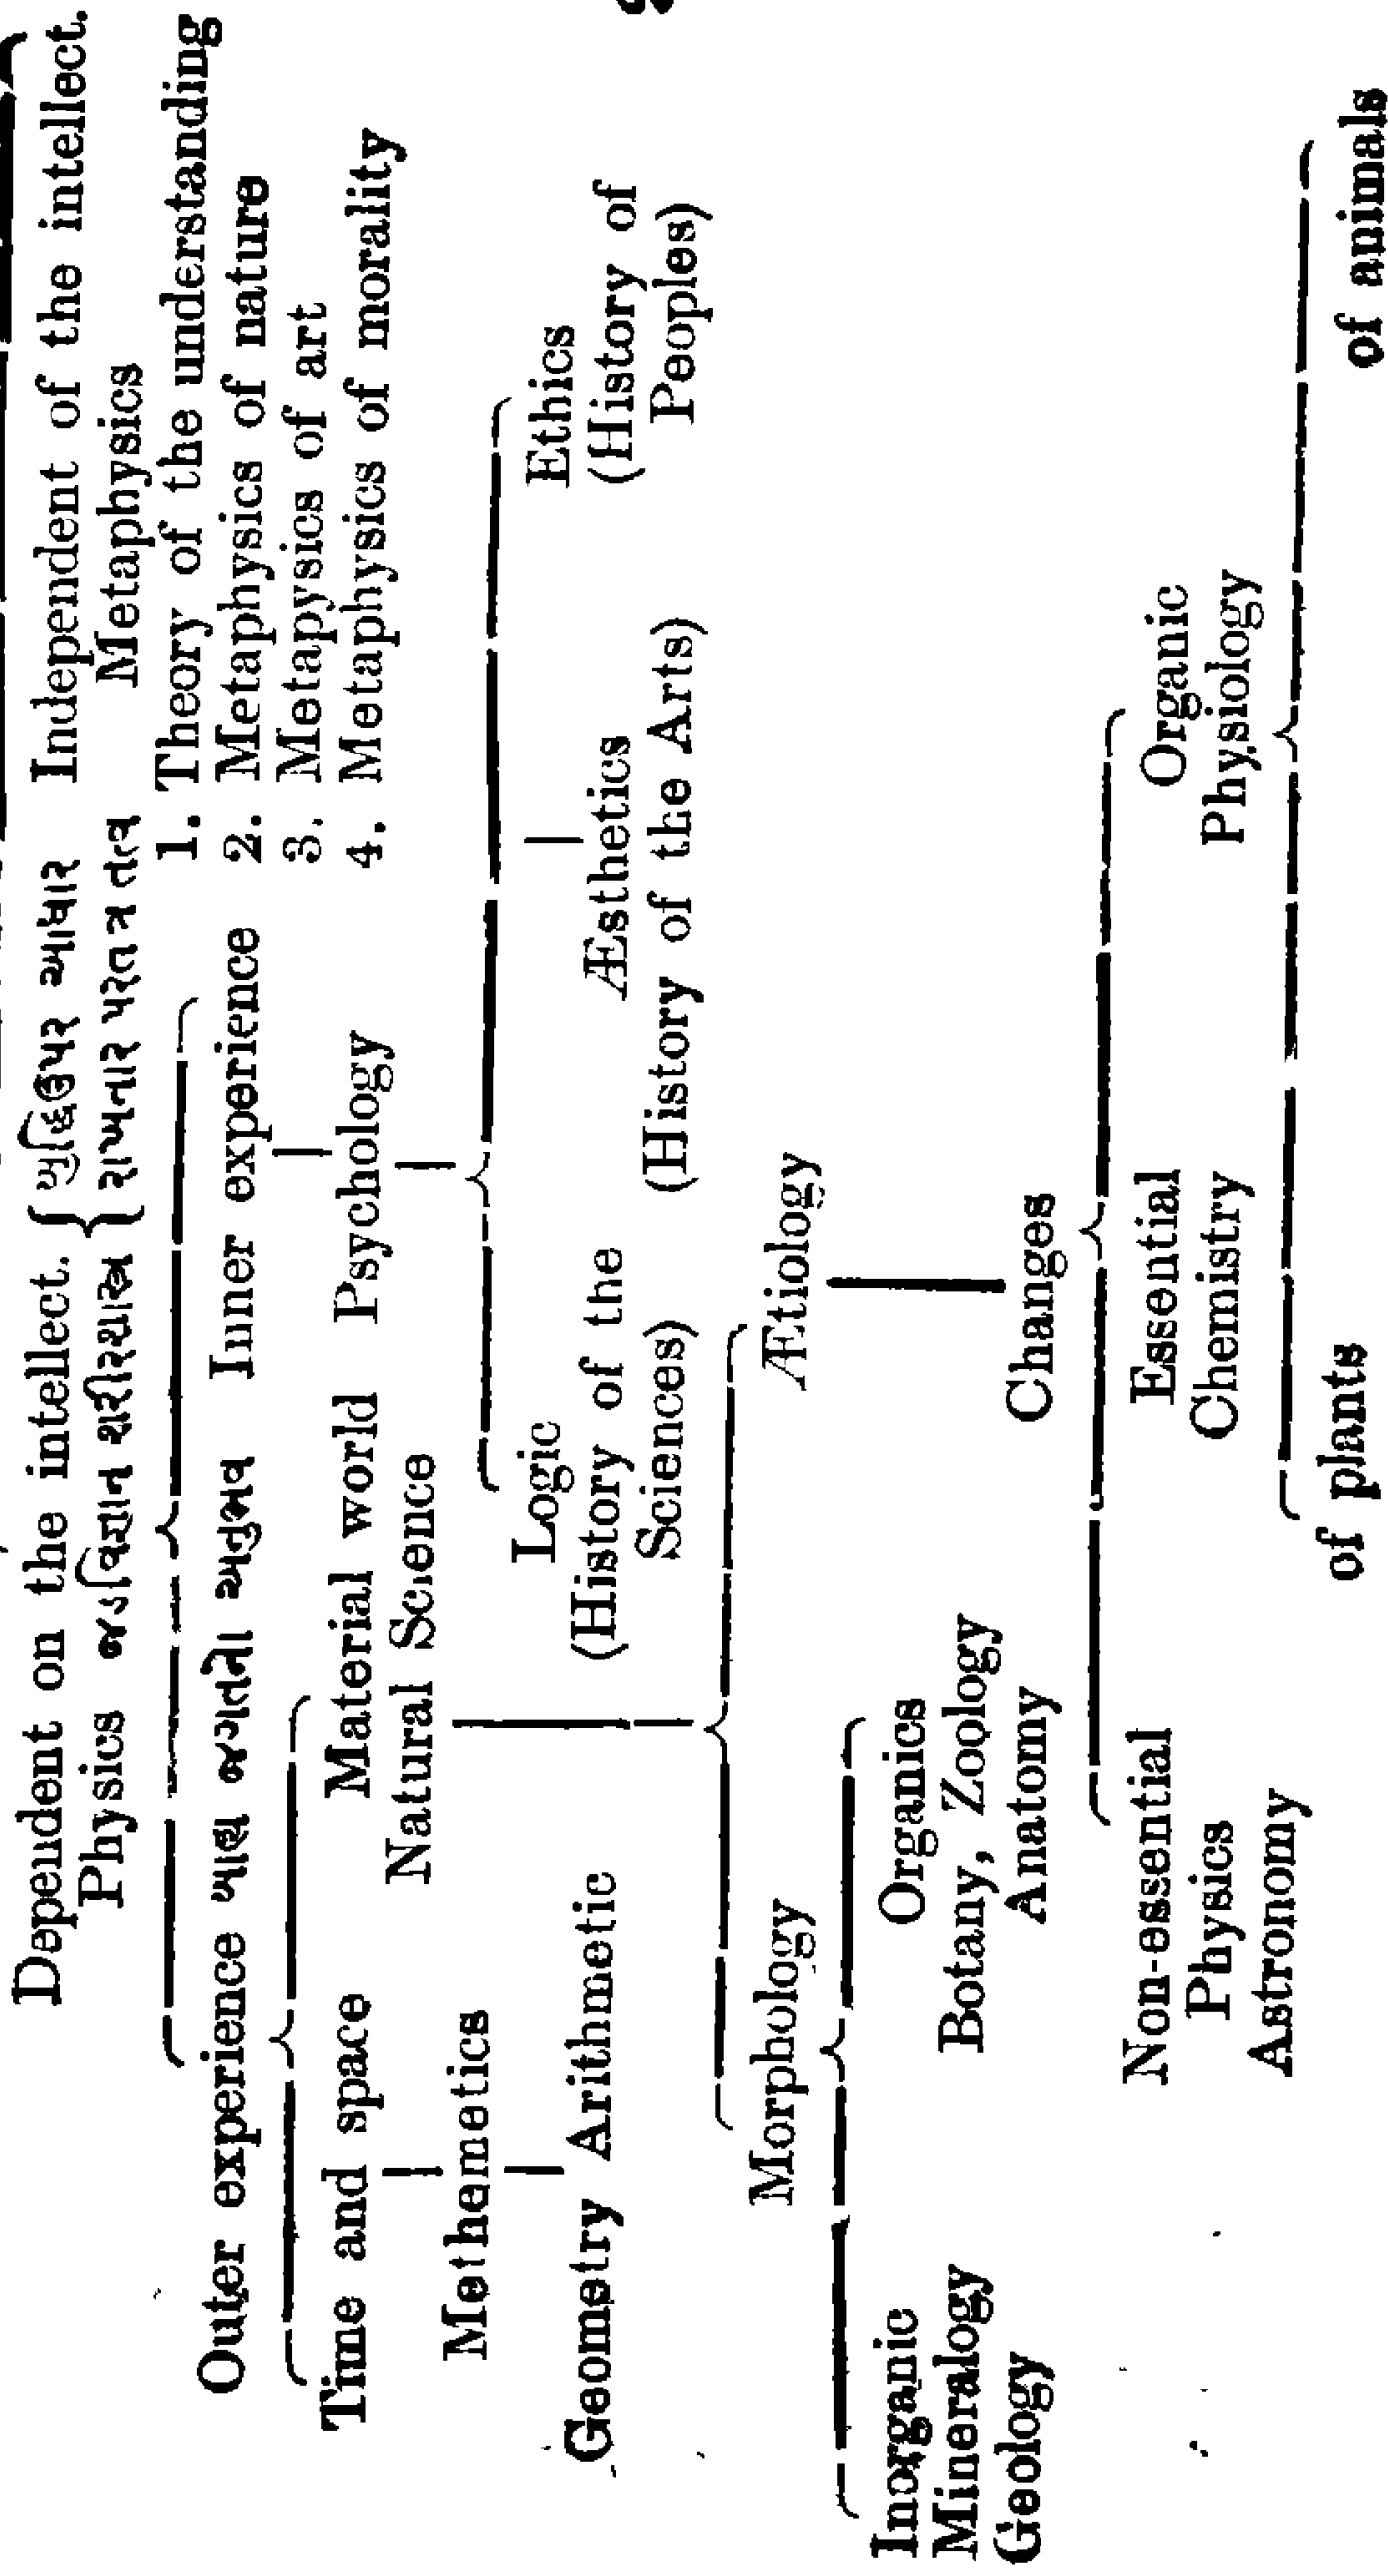 Dependent on the intellect. { બુદ્ધિઉપર આધાર Independent of the intellect.
Physics જડવિજ્ઞાન શરીરશાસ્ત્ર { રાખનાર પરતત્ર તત્વ Metaphysics
1. Theory of the understanding
Outer experience બાહ્ય જગતનો અનુભવ Inner experience 2. Metaphysics of nature
3. Metapysics of art
Time and space Material world Psychology 4. Metaphysics of morality
Natural Science
Methemetics
Logic Æsthetics Ethics
Geometry Arithmetic (History of the (History of the Arts) (History of
Sciences) Peoples)
Morphology Ætiology
Inorganic Organics
Mineralogy Botany, Zoology
Geology Anatomy Changes
Non-essential Essential Organic
Physics Chemistry Physiology
Astronomy
of plants of animals